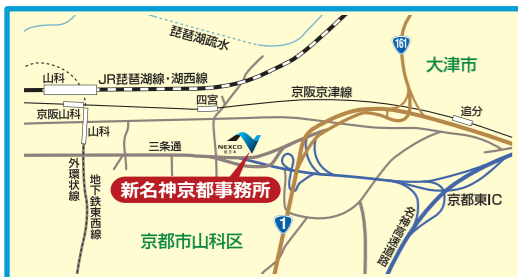 琵琶湖疏水
161
大津市
山科
JR琵琶湖線・湖西線
四宮
京阪京津線
追分
京阪山科
山科
三条通
NEXCO
西日本
新名神京都事務所
外環状線
地下鉄東西線
1
京都東IC
名神高速道路
京都市山科区